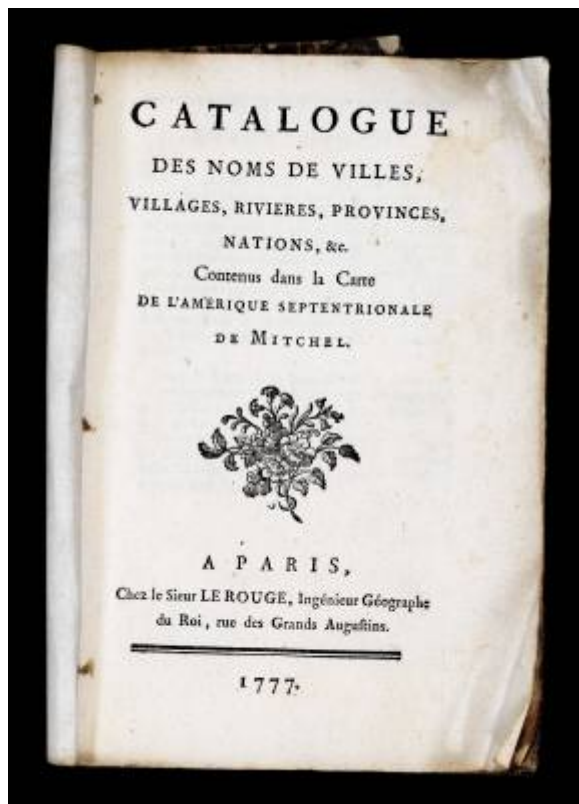 CATALOGUE
DES NOMS DE VILLES,
VILLAGES, RIVIERES, PROVINCES,
NATIONS, &c.
Contenus dans la Carte
DE L'AMÉRIQUE SEPTENTRIONALE
DE MITCHEL.
A PARIS,
Chez le Sieur LE ROUGE, Ingénieur Géographe
du Roi, rue des Grands Auguſtins.
1777.